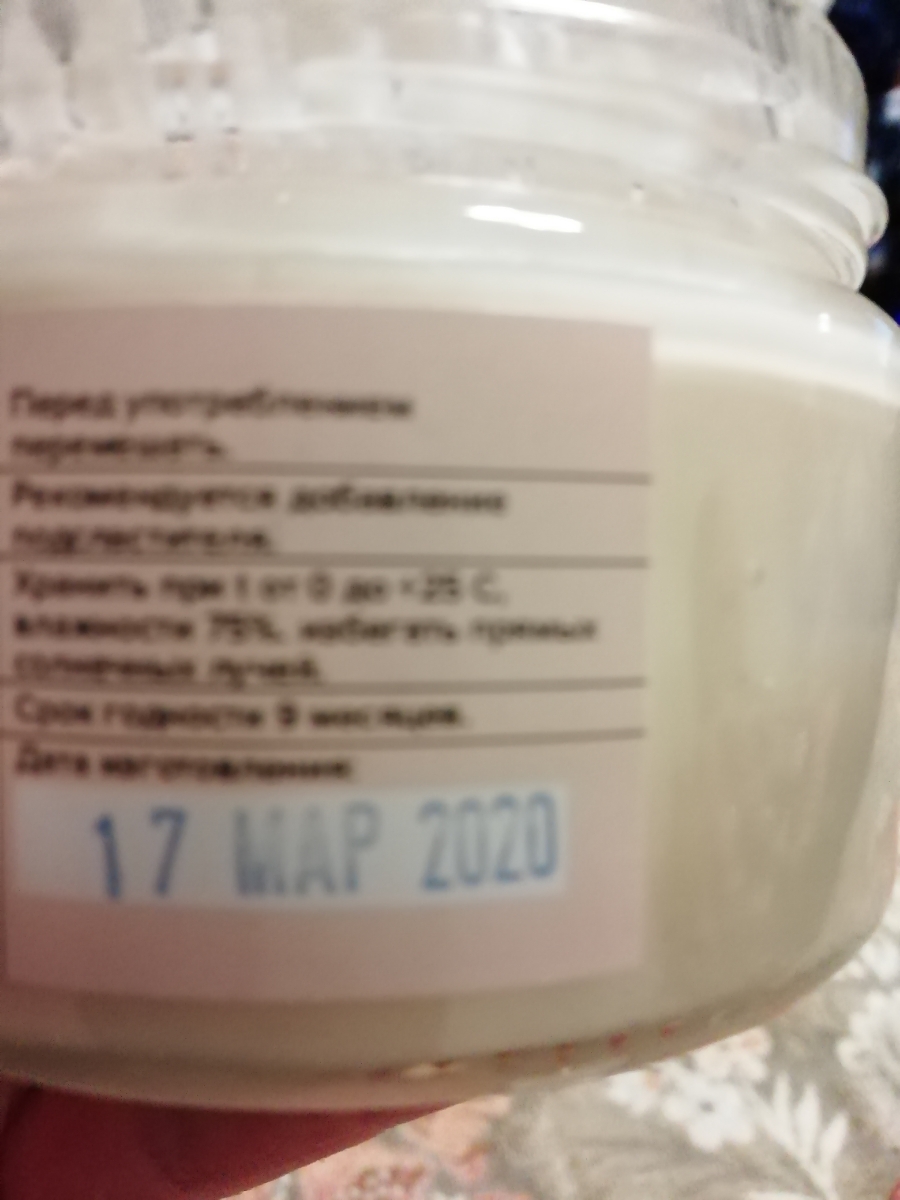 Перед употреблением
перемешать.
Рекомендуется добавление
подсластителя.
Хранить при t от 0 до +25 С,
влажности 75%, избегать прямых
солнечных лучей.
Срок годности 9 месяцев.
Дата изготовления:
17 МАР 2020